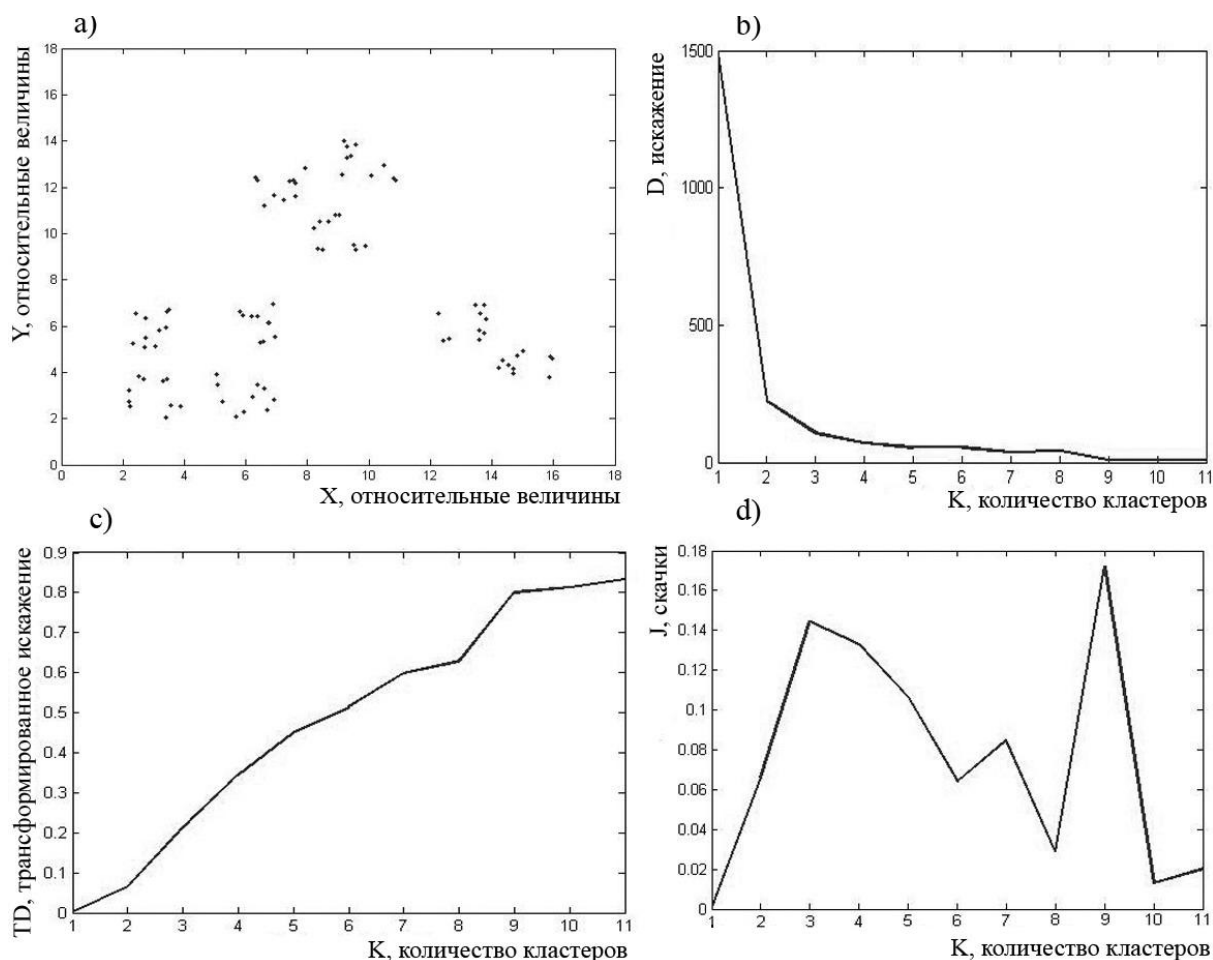 a)
Y, относительные величины
18
16
14
12
10
8
6
4
2
0
0 2 4 6 8 10 12 14 16 18
X, относительные величины
b)
D, искажение
1500
1000
500
0
1 2 3 4 5 6 7 8 9 10 11
K, количество кластеров
c)
TD, трансформированное искажение
0.9
0.8
0.7
0.6
0.5
0.4
0.3
0.2
0.1
0
1 2 3 4 5 6 7 8 9 10 11
K, количество кластеров
d)
J, скачки
0.18
0.16
0.14
0.12
0.1
0.08
0.06
0.04
0.02
0
1 2 3 4 5 6 7 8 9 10 11
K, количество кластеров